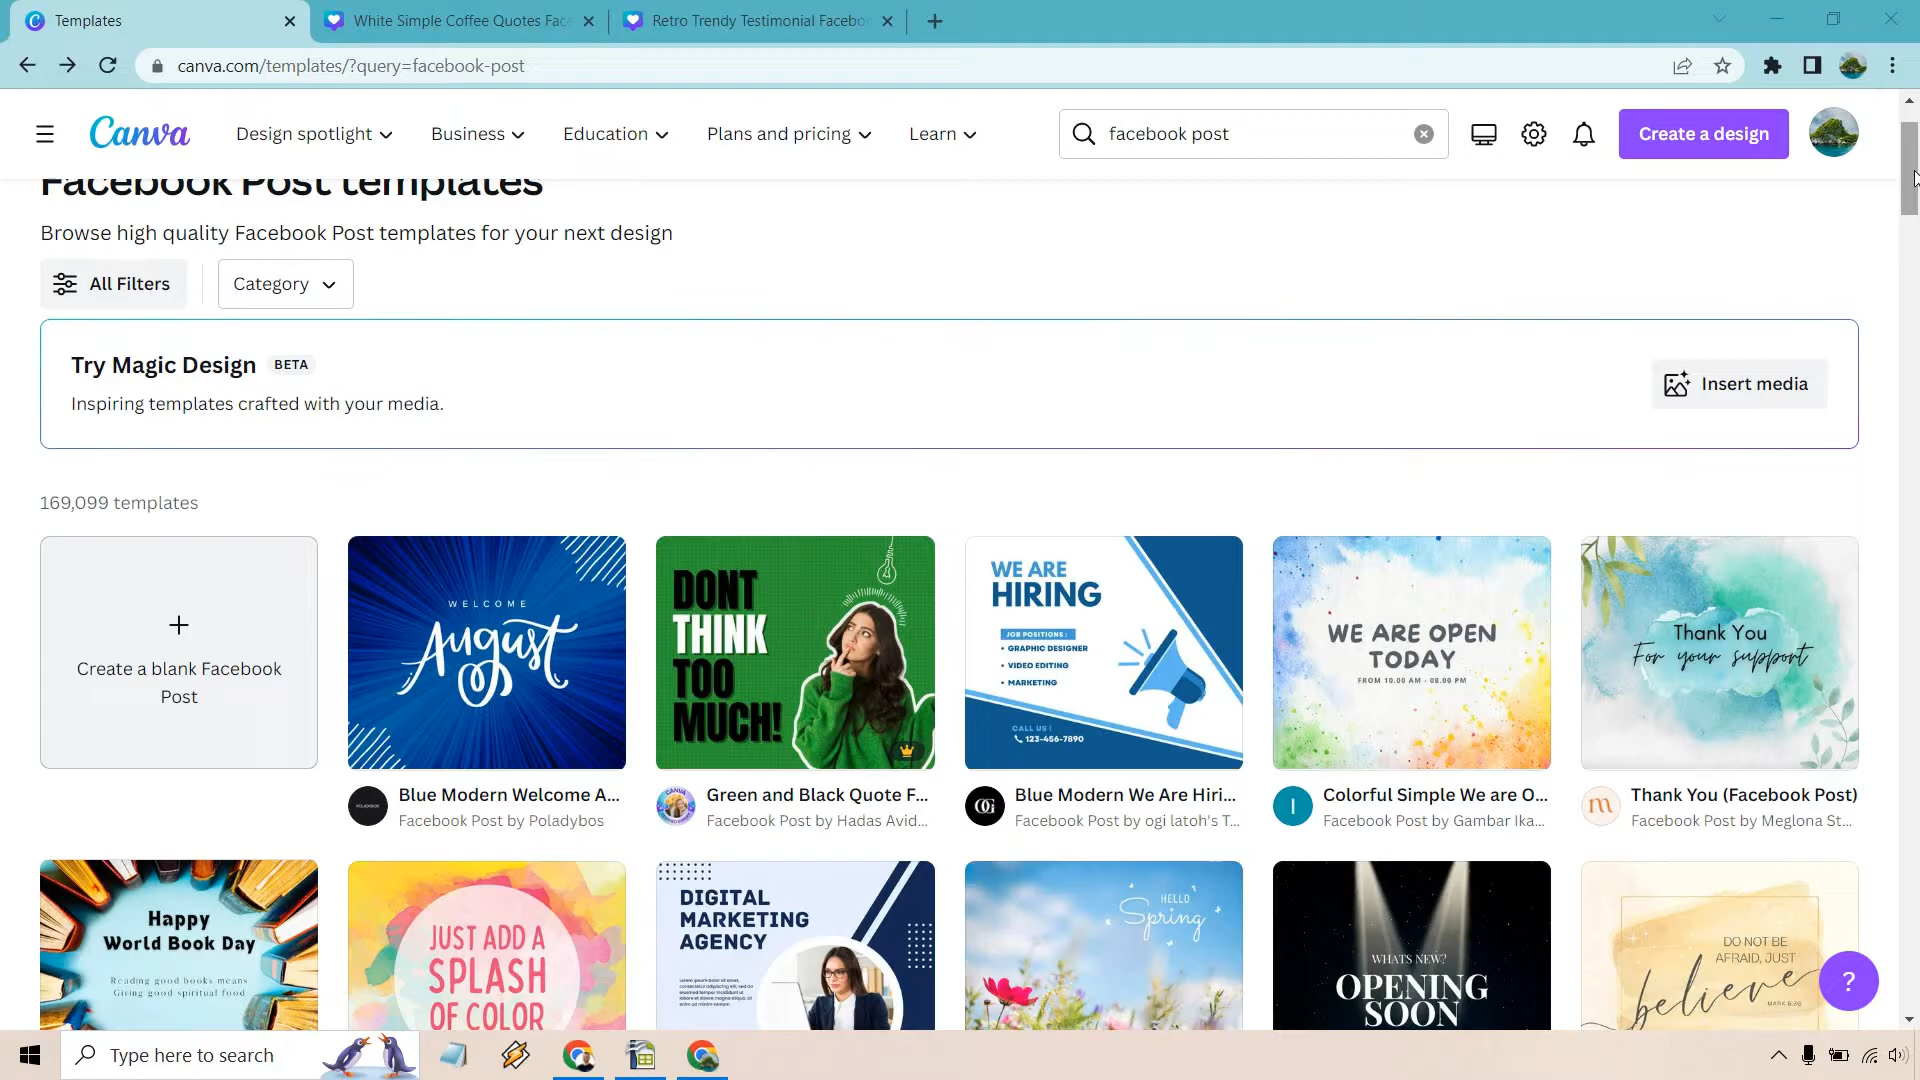 Templates
White Simple Coffee Quotes Face
Retro Trendy Testimonial Facebo
canva.com/templates/?query=facebook-post
Canva
Design spotlight
Business
Education
Plans and pricing
Learn
facebook post
Create a design
Facebook Post templates
Browse high quality Facebook Post templates for your next design
All Filters
Category
Try Magic Design BETA
Inspiring templates crafted with your media.
Insert media
169,099 templates
Create a blank Facebook
Post
WELCOME
August
DONT
THINK
TOO
MUCH!
WE ARE
HIRING
JOB POSITIONS :
• GRAPHIC DESIGNER
• VIDEO EDITING
• MARKETING
CALL US |
123-456-7890
WE ARE OPEN
TODAY
FROM 10.00 AM - 08.00 PM
Thank You
For your support
Blue Modern Welcome A...
Facebook Post by Poladybos
Green and Black Quote F...
Facebook Post by Hadas Avid...
OGi
Blue Modern We Are Hiri...
Facebook Post by ogi latoh's T...
I
Colorful Simple We are O...
Facebook Post by Gambar Ika...
m
Thank You (Facebook Post)
Facebook Post by Meglona St...
Happy
World Book Day
Reading good books means
Giving good spiritual food
JUST ADD A
SPLASH
OF COLOR
DIGITAL
MARKETING
AGENCY
HELLO
Spring
WHATS NEW?
OPENING
SOON
DO NOT BE
AFRAID, JUST
believe
MARK 5:36
?
Type here to search